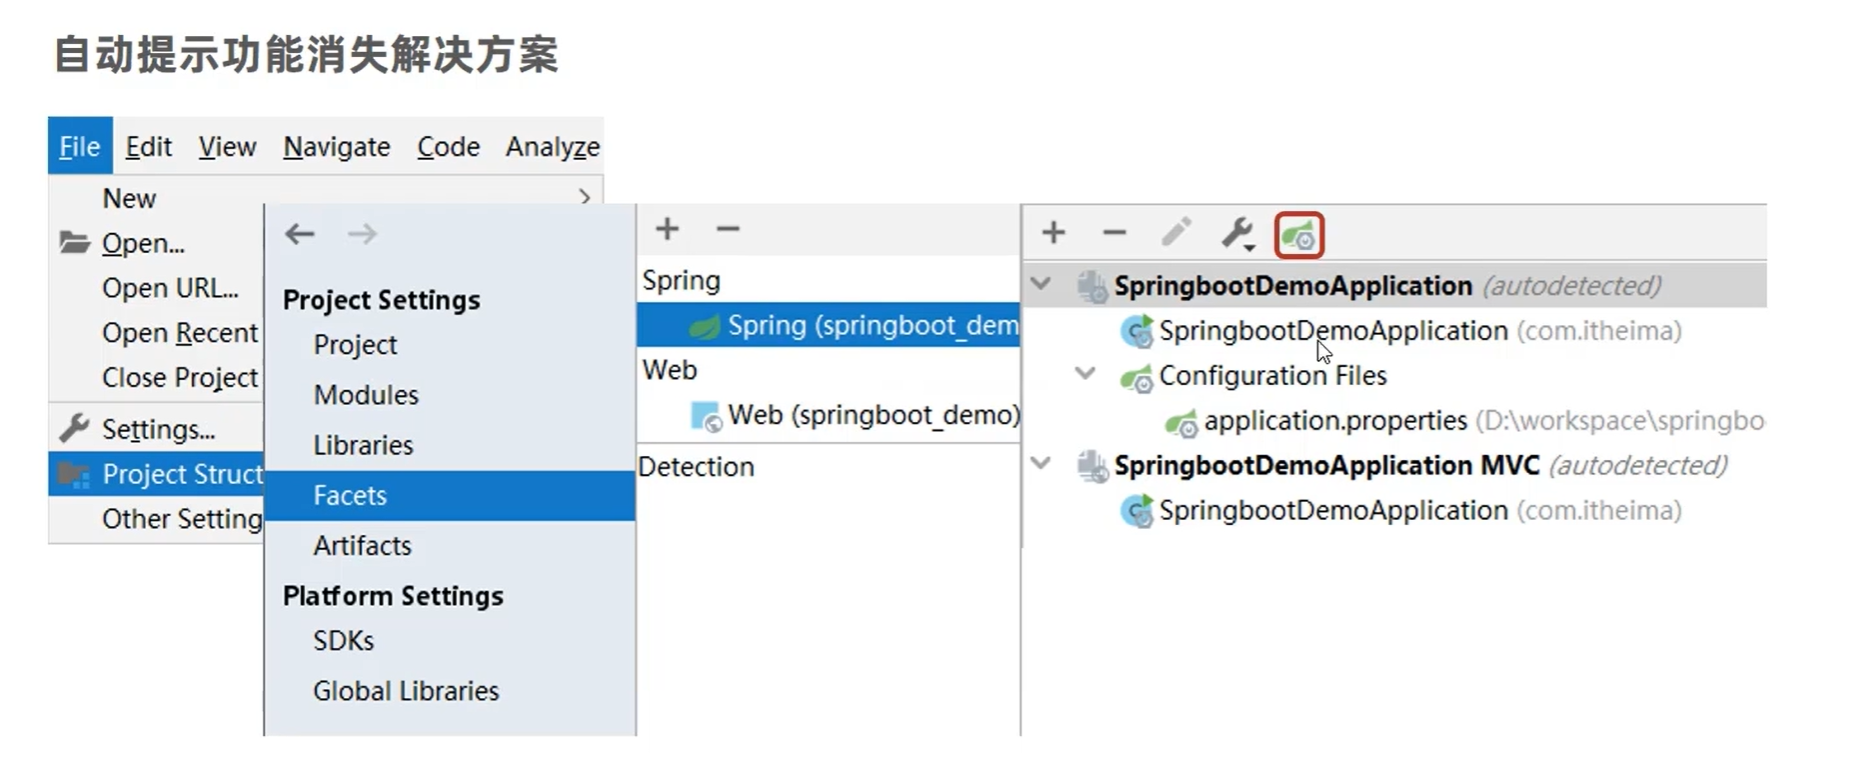 自动提示功能消失解决方案
File Edit View Navigate Code Analyze
New
Open...
Open URL...
Open Recent
Close Project
Settings...
Project Struct
Other Setting
Project Settings
Project
Modules
Libraries
Facets
Artifacts
Platform Settings
SDKs
Global Libraries
Spring
Spring (springboot_dem
Web
Web (springboot_demo)
Detection
SpringbootDemoApplication (autodetected)
SpringbootDemoApplication (com.itheima)
Configuration Files
application.properties (D:\workspace\springbo
SpringbootDemoApplication MVC (autodetected)
SpringbootDemoApplication (com.itheima)